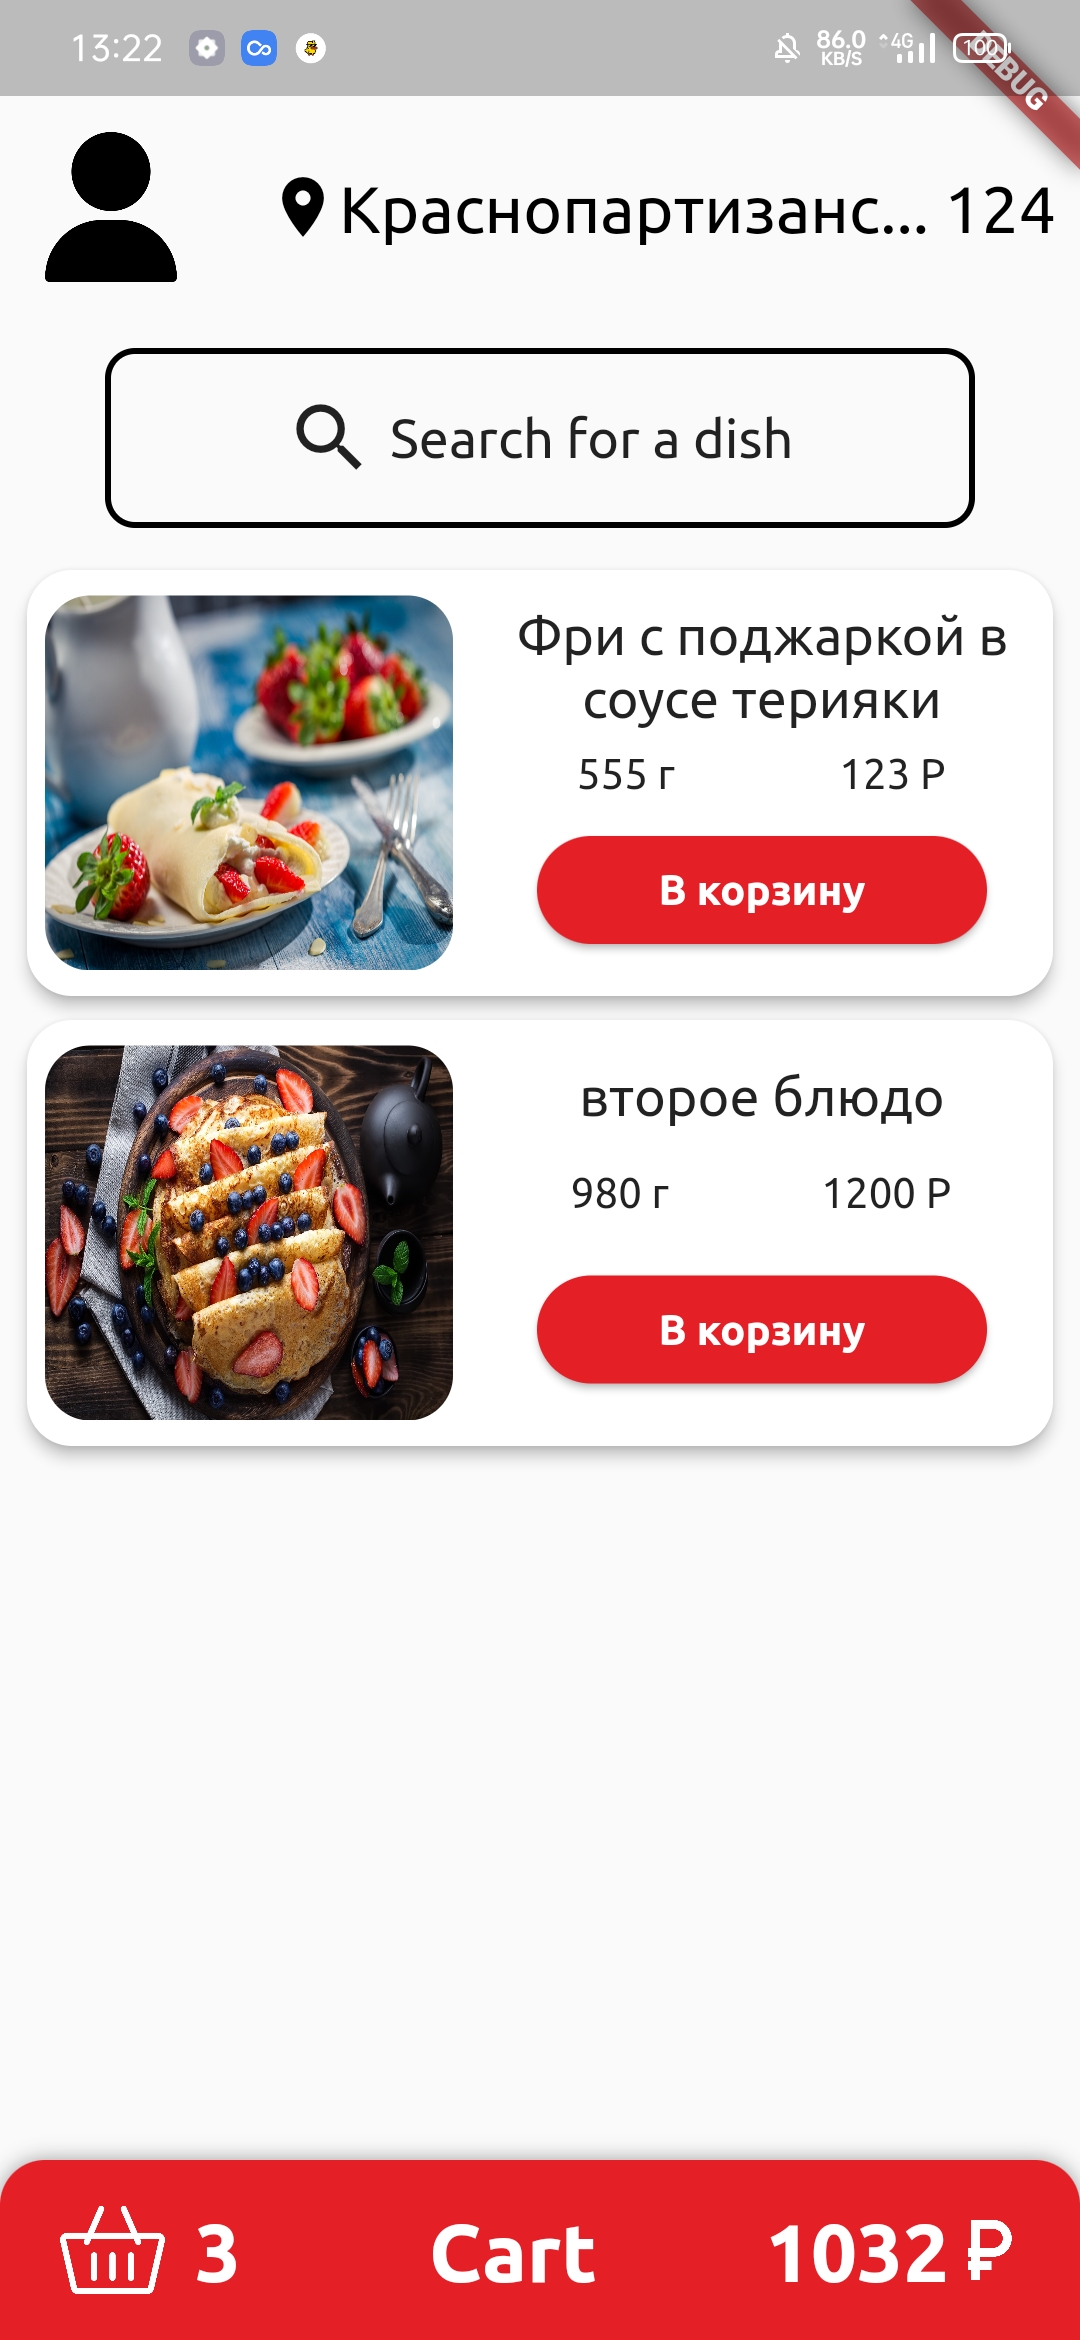 13:22
86.0
KB/S
4G
100
DEBUG
Краснопартизанс... 124
Search for a dish
Фри с поджаркой в
соусе терияки
555 г 123 Р
В корзину
второе блюдо
980 г 1200 Р
В корзину
3 Cart 1032 ₽